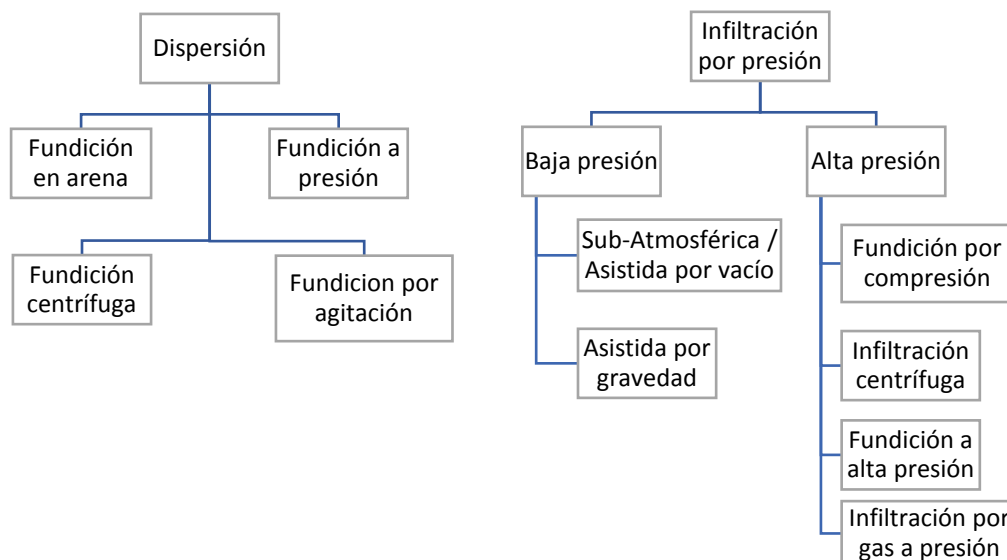 Dispersión
Fundición
en arena
Fundición a
presión
Fundición
centrífuga
Fundicion por
agitación
Infiltración
por presión
Baja presión
Sub-Atmosférica /
Asistida por vacío
Asistida por
gravedad
Alta presión
Fundición por
compresión
Infiltración
centrífuga
Fundición a
alta presión
Infiltración por
gas a presión